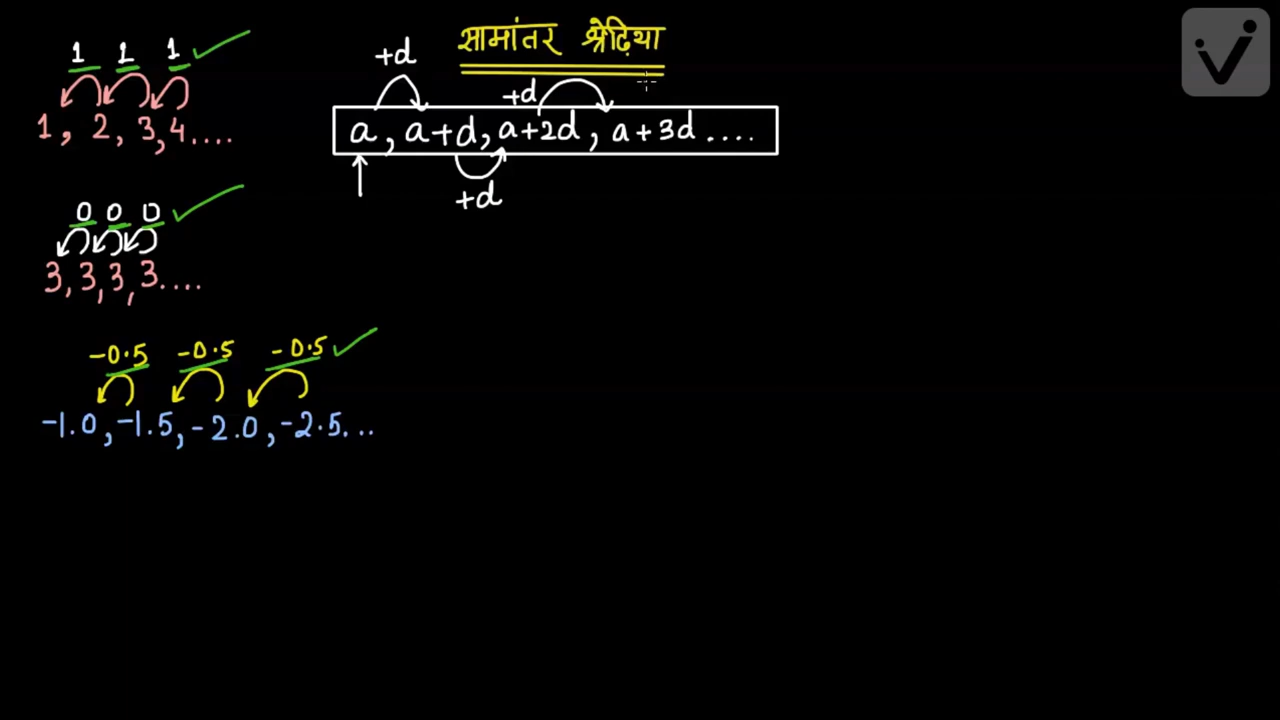 सामांतर श्रेढ़िया
1 1 1
1, 2, 3, 4....
+d
+d
a, a+d, a+2d, a+3d ....
+d
0 0 0
3, 3, 3, 3....
-0.5 -0.5 -0.5
-1.0, -1.5, -2.0, -2.5...